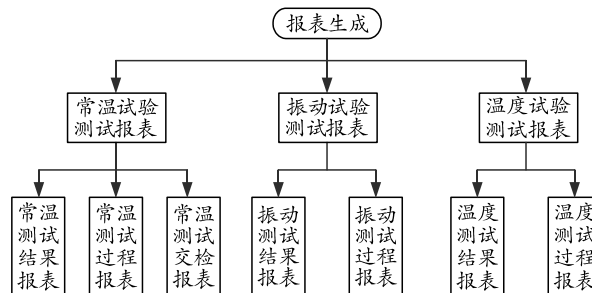 报表生成
常温试验
测试报表
振动试验
测试报表
温度试验
测试报表
常温
测试
结果
报表
常温
测试
过程
报表
常温
测试
交检
报表
振动
测试
结果
报表
振动
测试
过程
报表
温度
测试
结果
报表
温度
测试
过程
报表